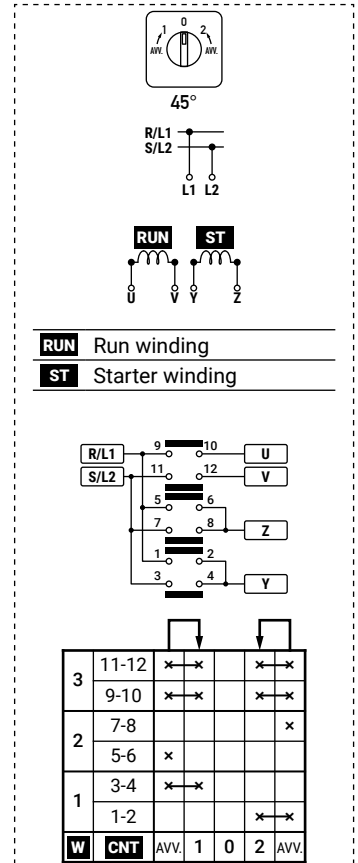 0
1 2
AVV. AVV.
45°
R/L1
S/L2
L1 L2
RUN ST
U V Y Z
RUN Run winding
ST Starter winding
R/L1 9 10 U
S/L2 11 12 V
5 6
7 8 Z
1 2
3 4 Y
3 11-12 × × × ×
9-10 × × × ×
2 7-8 ×
5-6 ×
1 3-4 × ×
1-2 × ×
W CNT AVV. 1 0 2 AVV.